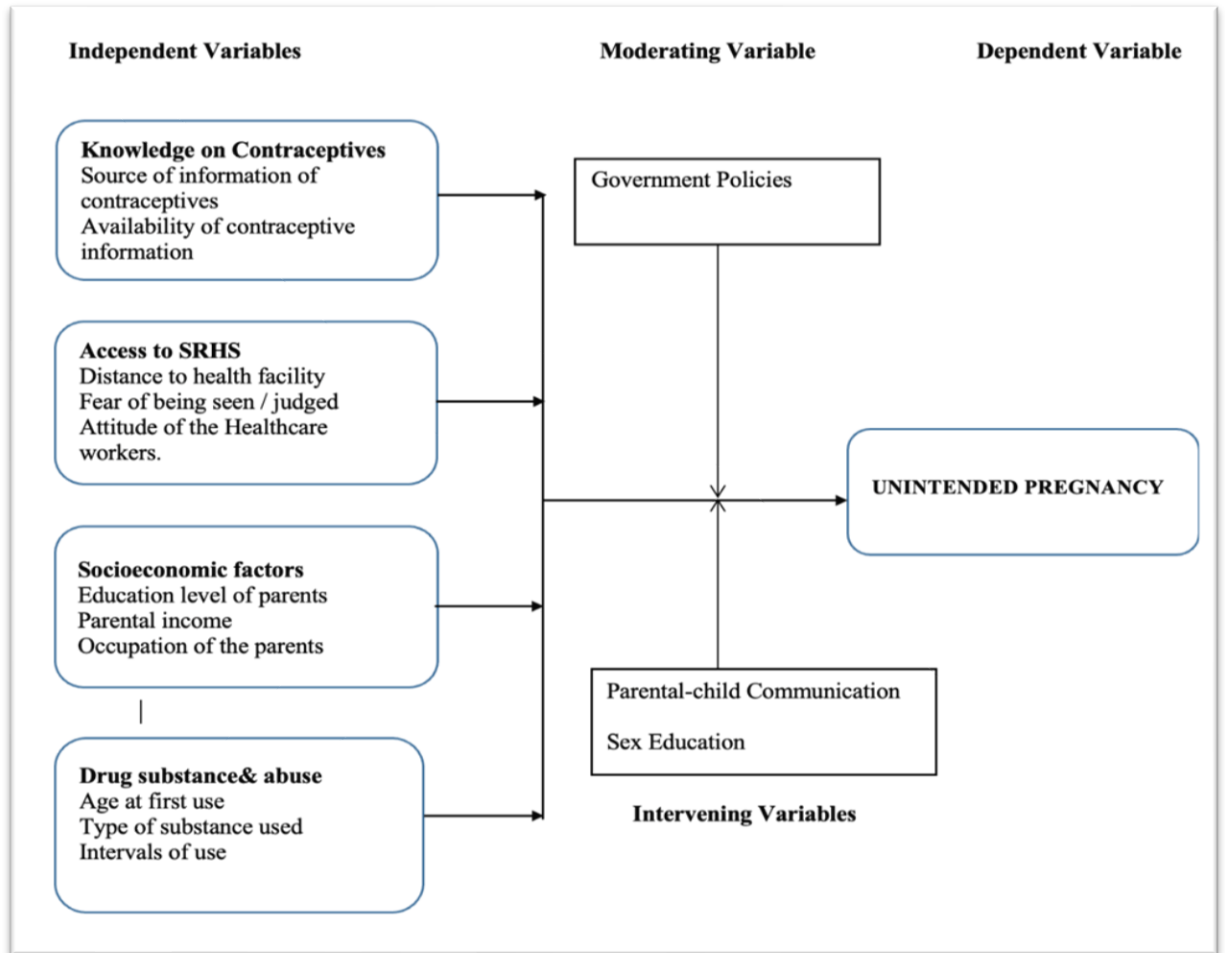 Independent Variables
Moderating Variable
Dependent Variable
Knowledge on Contraceptives
Source of information of
contraceptives
Availability of contraceptive
information
Government Policies
Access to SRHS
Distance to health facility
Fear of being seen / judged
Attitude of the Healthcare
workers.
UNINTENDED PREGNANCY
Socioeconomic factors
Education level of parents
Parental income
Occupation of the parents
Parental-child Communication
Sex Education
Intervening Variables
Drug substance& abuse
Age at first use
Type of substance used
Intervals of use